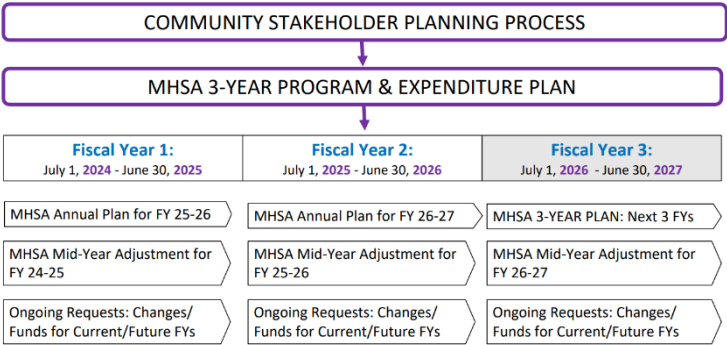 COMMUNITY STAKEHOLDER PLANNING PROCESS
MHSA 3-YEAR PROGRAM & EXPENDITURE PLAN
Fiscal Year 1:
July 1, 2024 - June 30, 2025
Fiscal Year 2:
July 1, 2025 - June 30, 2026
Fiscal Year 3:
July 1, 2026 - June 30, 2027
MHSA Annual Plan for FY 25-26
MHSA Annual Plan for FY 26-27
MHSA 3-YEAR PLAN: Next 3 FYs
MHSA Mid-Year Adjustment for
FY 24-25
MHSA Mid-Year Adjustment for
FY 25-26
MHSA Mid-Year Adjustment for
FY 26-27
Ongoing Requests: Changes/
Funds for Current/Future FYs
Ongoing Requests: Changes/
Funds for Current/Future FYs
Ongoing Requests: Changes/
Funds for Current/Future FYs